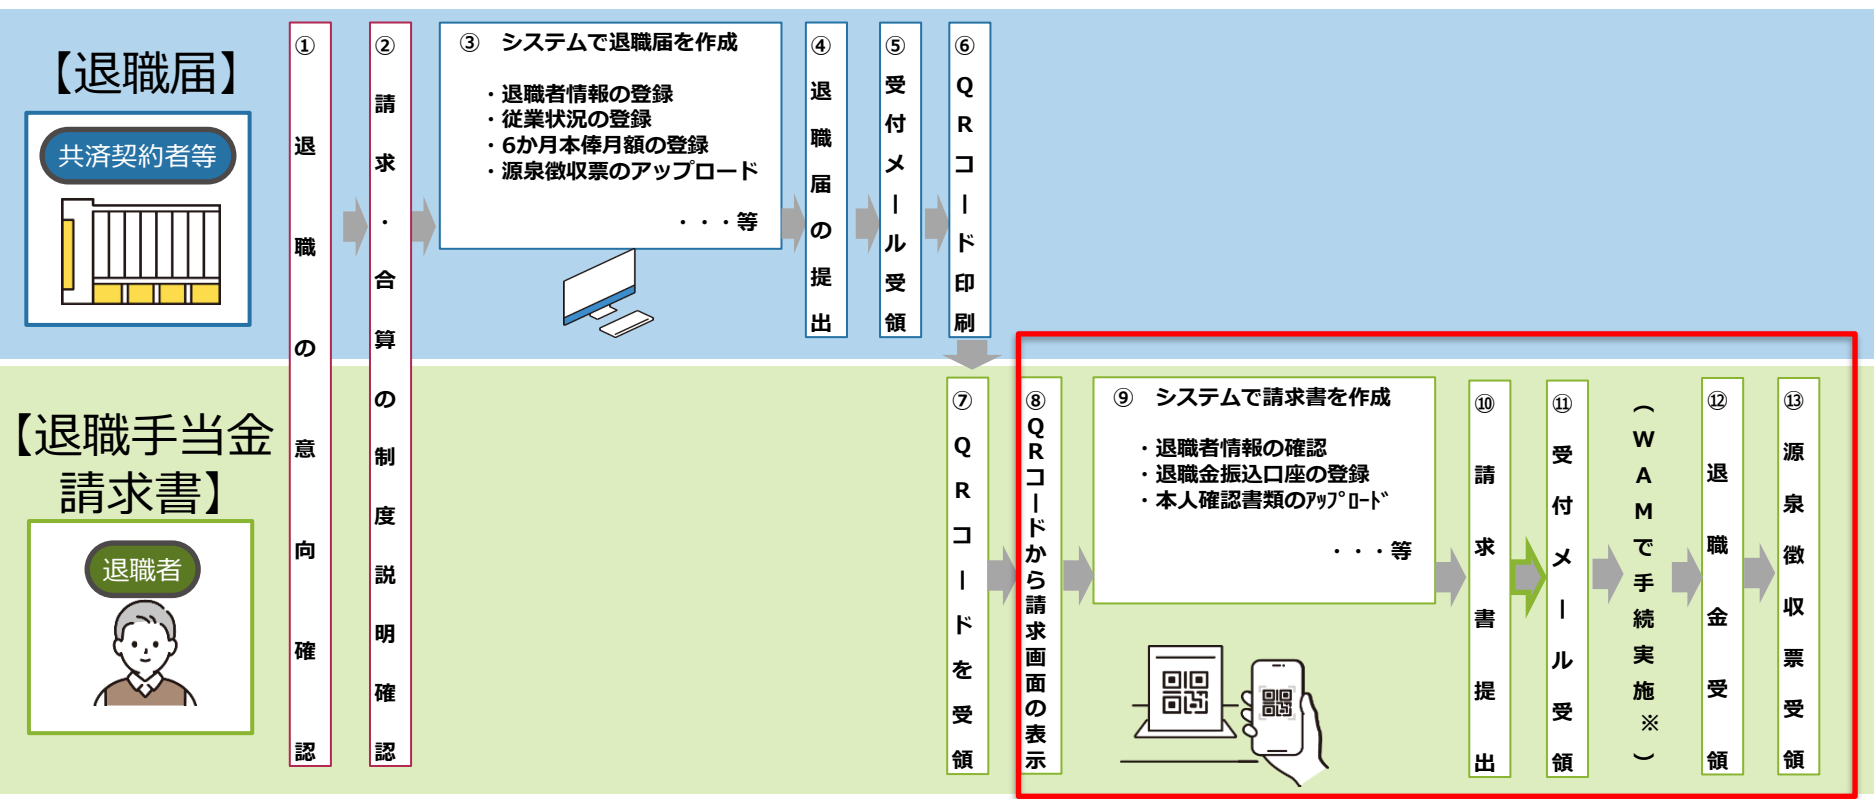 【退職届】
共済契約者等
① 退職の意向確認
② 請求・合算の制度説明確認
③ システムで退職届を作成
・退職者情報の登録
・従業状況の登録
・6か月本俸月額の登録
・源泉徴収票のアップロード
・・・等
④ 退職届の提出
⑤ 受付メール受領
⑥ QRコード印刷
【退職手当金
請求書】
退職者
⑦ QRコードを受領
⑧ QRコードから請求画面の表示
⑨ システムで請求書を作成
・退職者情報の確認
・退職金振込口座の登録
・本人確認書類のｱｯﾌﾟﾛｰﾄﾞ
・・・等
⑩ 請求書提出
⑪ 受付メール受領
（WAMで手続実施※）
⑫ 退職金受領
⑬ 源泉徴収票受領